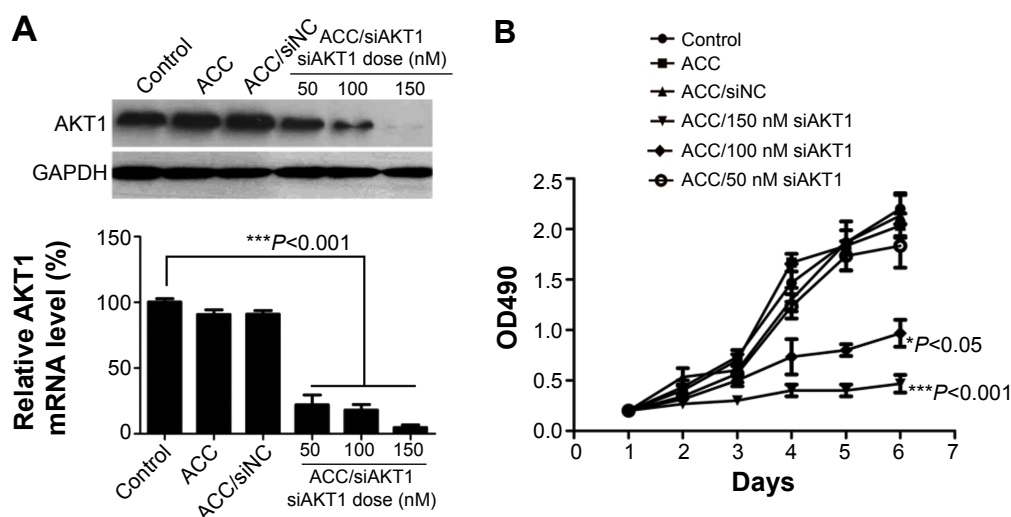 A
Control
ACC
ACC/siNC
ACC/siAKT1
siAKT1 dose (nM)
50 100 150
AKT1
GAPDH
Relative AKT1
mRNA level (%)
150
100
50
0
***P<0.001
Control
ACC
ACC/siNC
50 100 150
ACC/siAKT1
siAKT1 dose (nM)
B
Control
ACC
ACC/siNC
ACC/150 nM siAKT1
ACC/100 nM siAKT1
ACC/50 nM siAKT1
OD490
2.5
2.0
1.5
1.0
0.5
0.0
*P<0.05
***P<0.001
0 1 2 3 4 5 6 7
Days